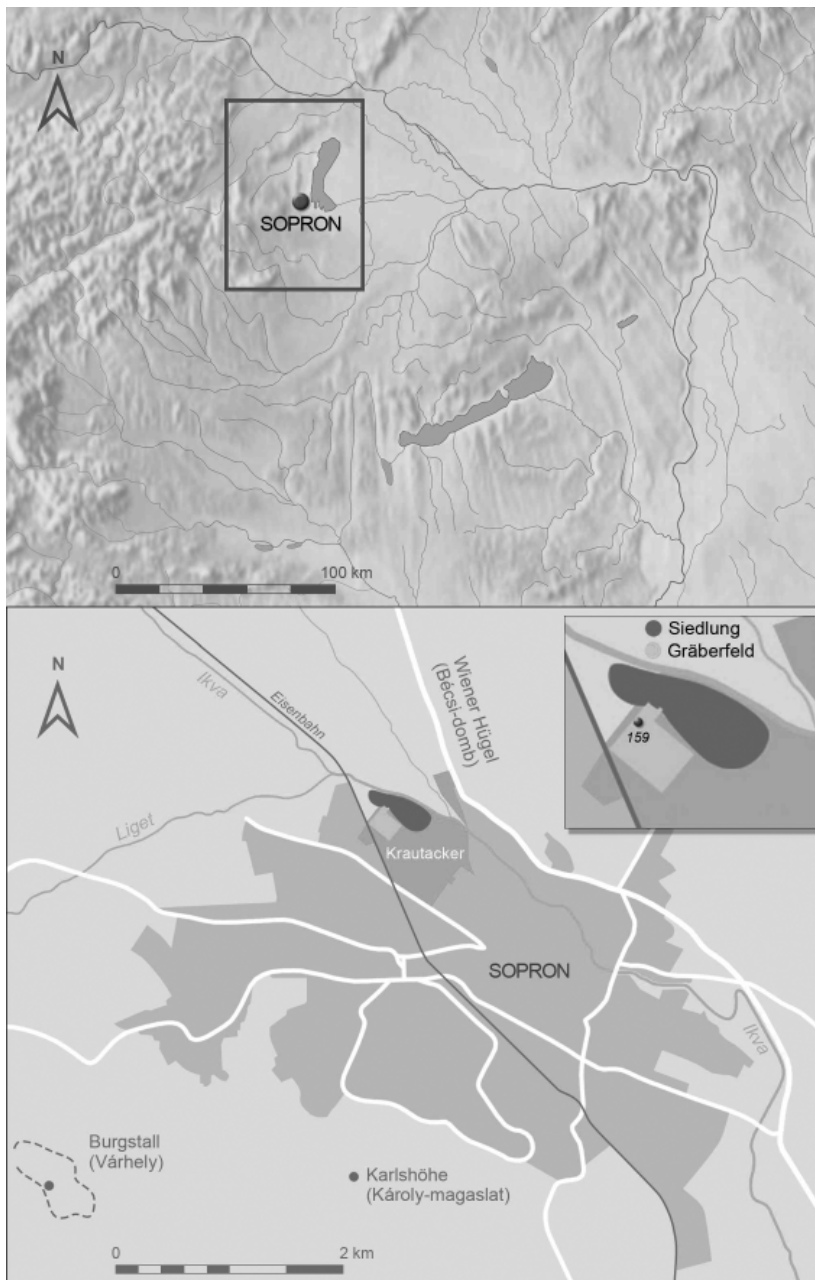 N
SOPRON
0
100 km
N
Ikva
Eisenbahn
Wiener Hügel
(Bécsi-domb)
Siedlung
Gräberfeld
159
Liget
Krautacker
SOPRON
Ikva
Burgstall
(Várhely)
Karlshöhe
(Károly-magaslat)
0
2 km